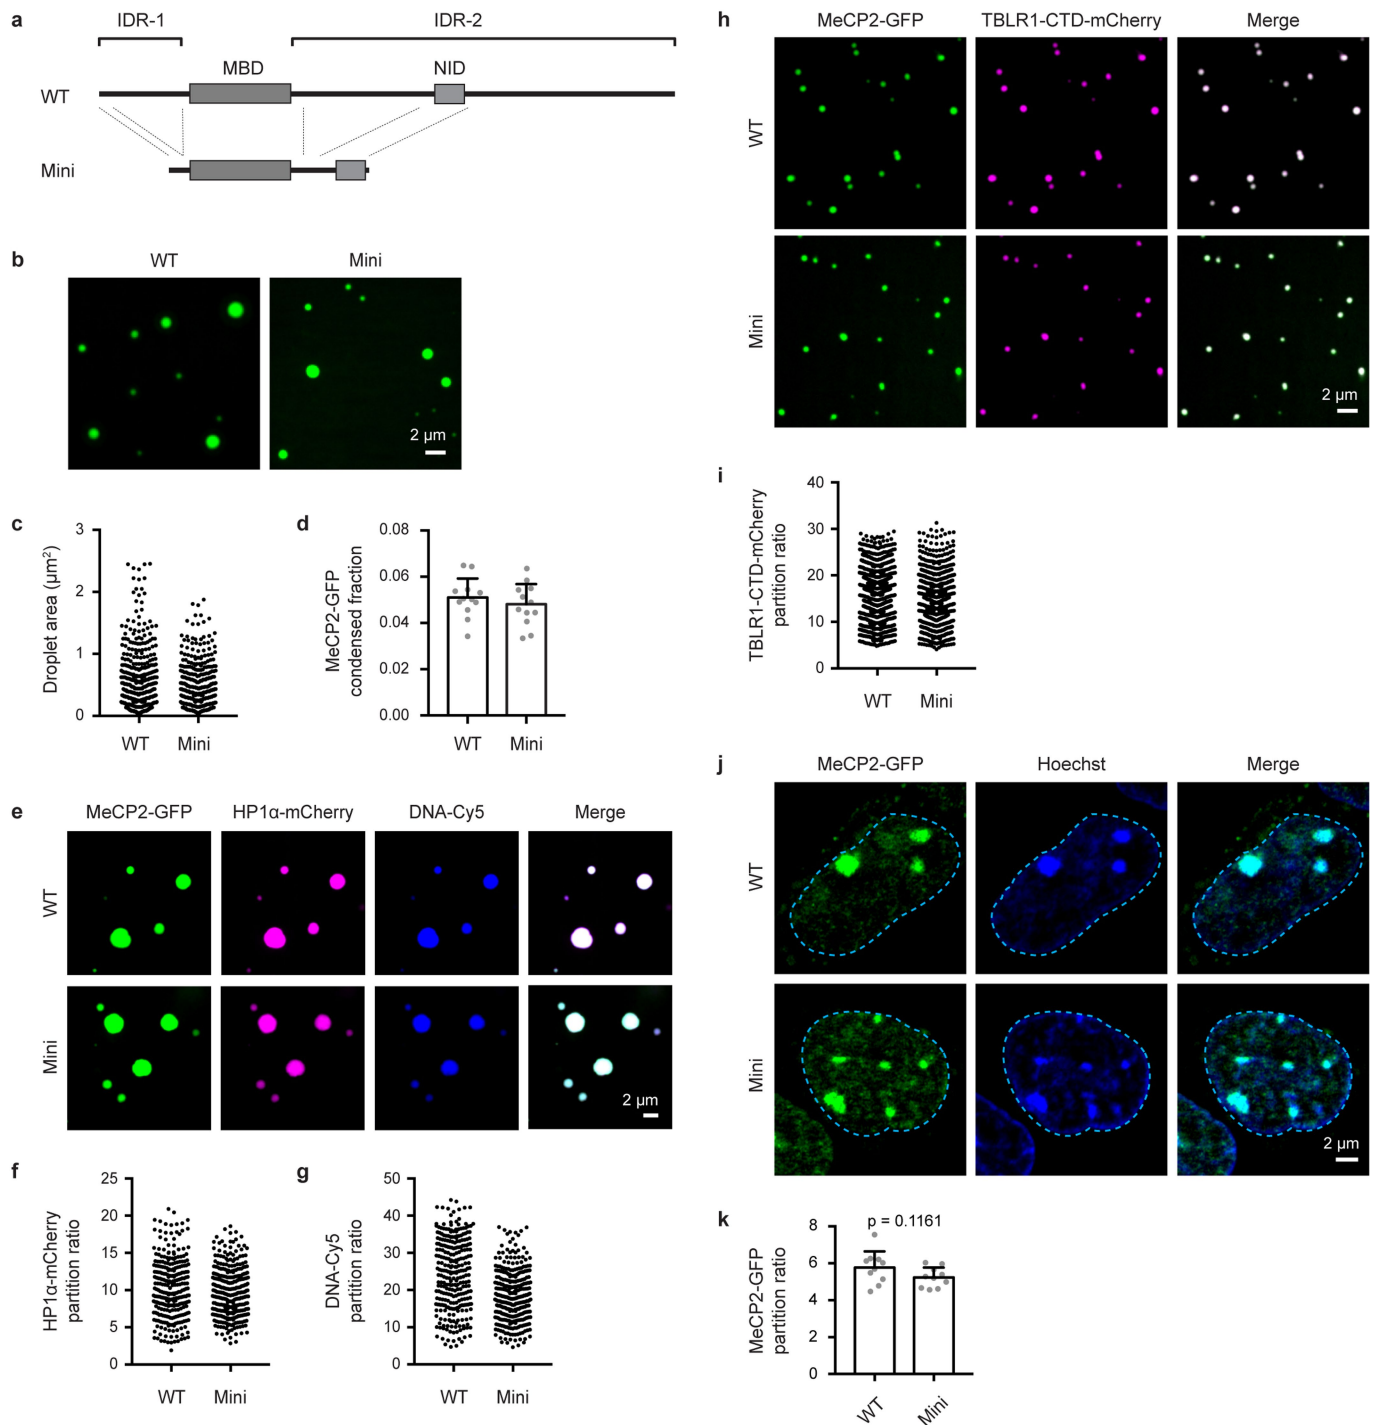 a
IDR-1
IDR-2
MBD
NID
WT
Mini
b
WT
Mini
2 µm
c
Droplet area (µm²)
3
2
1
0
WT
Mini
d
MeCP2-GFP
condensed fraction
0.08
0.06
0.04
0.02
0.00
WT
Mini
e
MeCP2-GFP
HP1α-mCherry
DNA-Cy5
Merge
WT
Mini
2 µm
f
HP1α-mCherry
partition ratio
25
20
15
10
5
0
WT
Mini
g
DNA-Cy5
partition ratio
50
40
30
20
10
0
WT
Mini
h
MeCP2-GFP
TBLR1-CTD-mCherry
Merge
WT
Mini
2 µm
i
TBLR1-CTD-mCherry
partition ratio
40
30
20
10
0
WT
Mini
j
MeCP2-GFP
Hoechst
Merge
WT
Mini
2 µm
k
MeCP2-GFP
partition ratio
8
6
4
2
0
p = 0.1161
WT
Mini